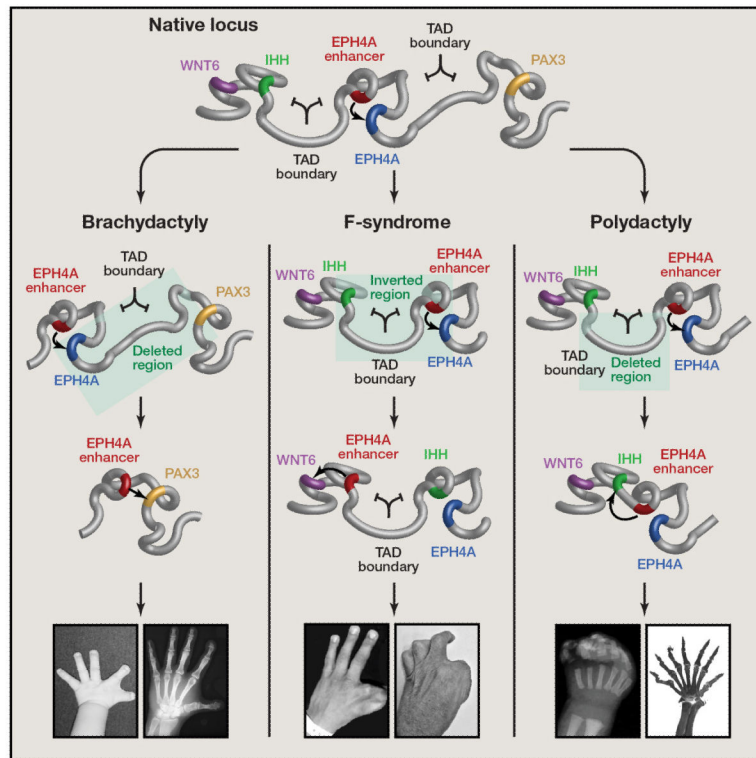 Native locus
WNT6
IHH
EPH4A
enhancer
TAD
boundary
PAX3
TAD
boundary
EPH4A
Brachydactyly
EPH4A
enhancer
TAD
boundary
PAX3
Deleted
region
EPH4A
EPH4A
enhancer
PAX3
F-syndrome
WNT6
IHH
Inverted
region
EPH4A
enhancer
TAD
boundary
EPH4A
WNT6
EPH4A
enhancer
IHH
TAD
boundary
EPH4A
Polydactyly
WNT6
IHH
EPH4A
enhancer
TAD
boundary
Deleted
region
EPH4A
WNT6
IHH
EPH4A
enhancer
EPH4A